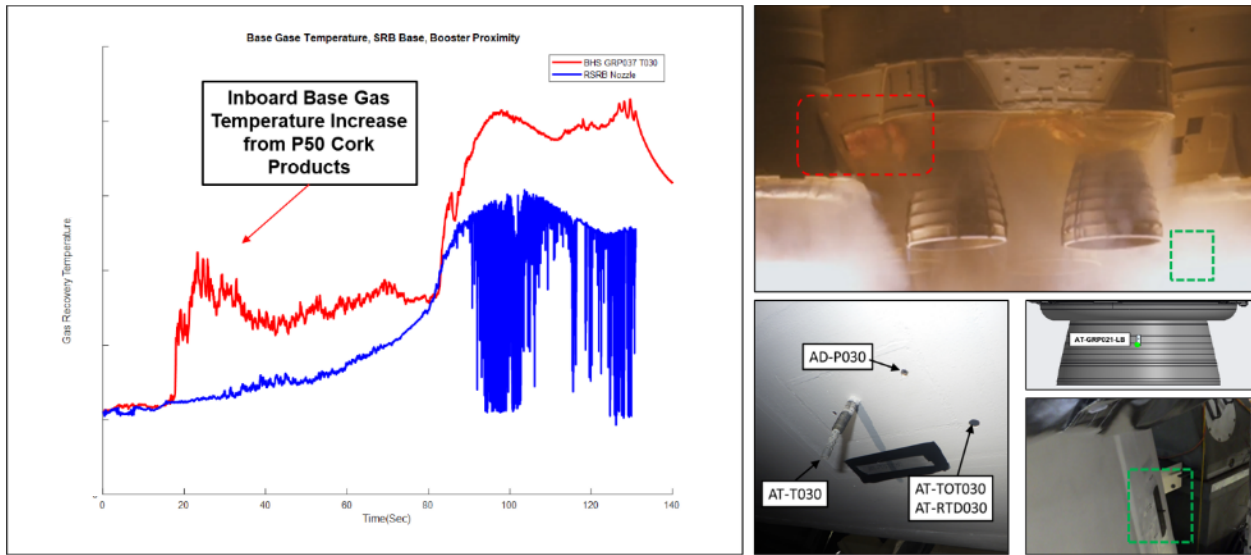 Base Gase Temperature, SRB Base, Booster Proximity
BHS GRP037 T030
RSRB Nozzle
Inboard Base Gas
Temperature Increase
from P50 Cork
Products
Gas Recovery Temperature
0
20
40
60
80
100
120
140
Time(Sec)
AD-P030
AT-T030
AT-TOT030
AT-RTD030
AT-GRP021-LB